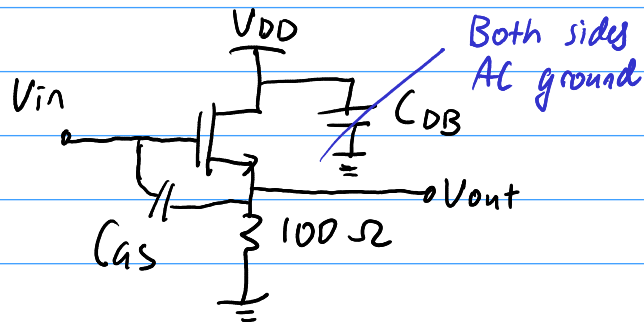 VDD
Both sides
AC ground
Vin
CDB
Vout
CGS
100 Ω